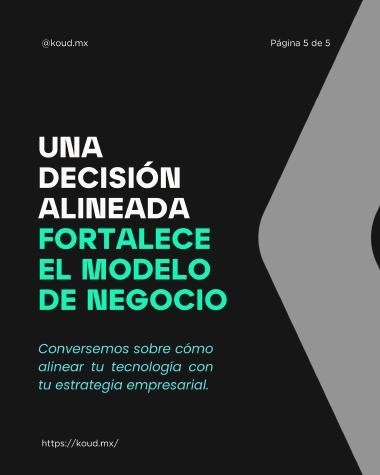 @koud.mx
Página 5 de 5
UNA
DECISIÓN
ALINEADA
FORTALECE
EL MODELO
DE NEGOCIO
Conversemos sobre cómo
alinear tu tecnología con
tu estrategia empresarial.
https://koud.mx/